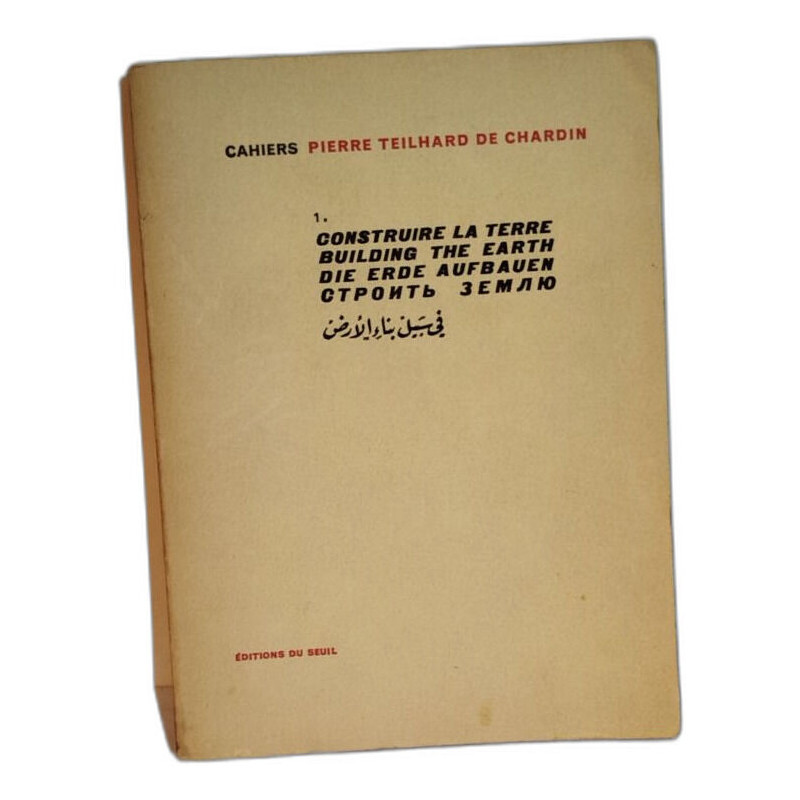 CAHIERS PIERRE TEILHARD DE CHARDIN
1.
CONSTRUIRE LA TERRE
BUILDING THE EARTH
DIE ERDE AUFBAUEN
СТРОИТЬ ЗЕМЛЮ
في سبيل بناء الأرض
ÉDITIONS DU SEUIL